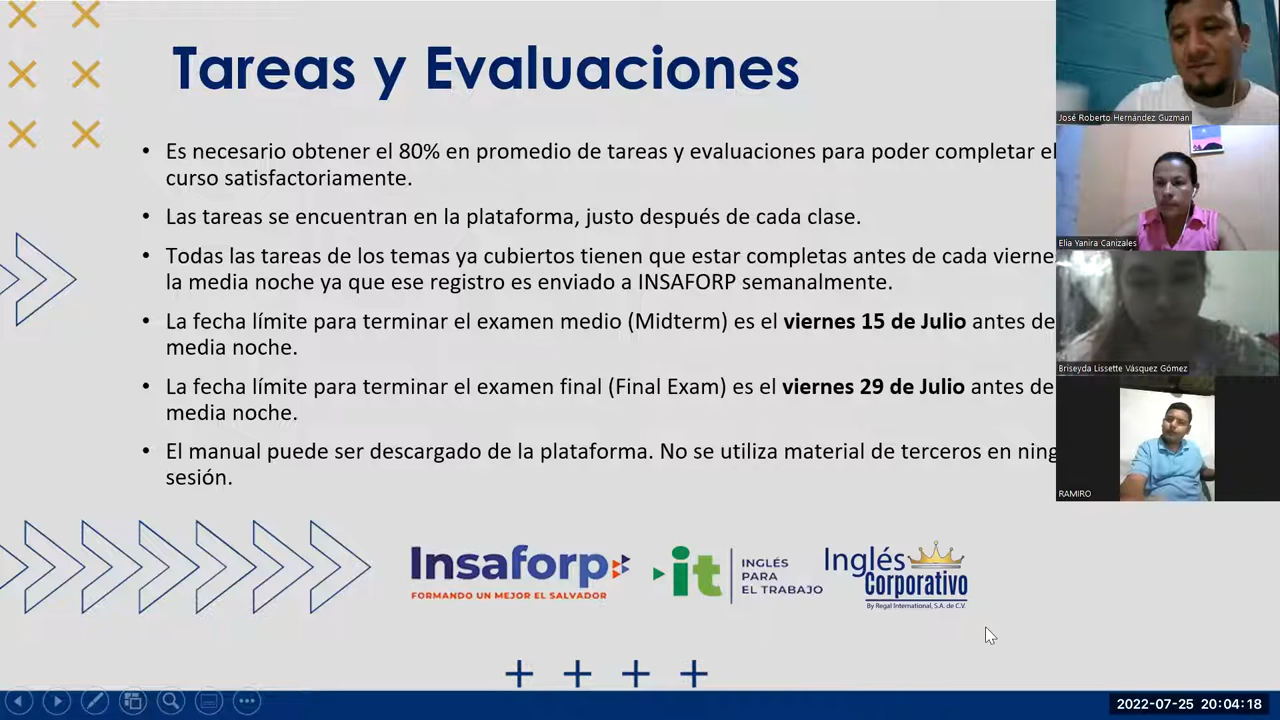 Tareas y Evaluaciones
• Es necesario obtener el 80% en promedio de tareas y evaluaciones para poder completar el
curso satisfactoriamente.
• Las tareas se encuentran en la plataforma, justo después de cada clase.
• Todas las tareas de los temas ya cubiertos tienen que estar completas antes de cada vierne
la media noche ya que ese registro es enviado a INSAFORP semanalmente.
• La fecha límite para terminar el examen medio (Midterm) es el viernes 15 de Julio antes de
media noche.
• La fecha límite para terminar el examen final (Final Exam) es el viernes 29 de Julio antes de
media noche.
• El manual puede ser descargado de la plataforma. No se utiliza material de terceros en ning
sesión.
Insaforp
FORMANDO UN MEJOR EL SALVADOR
it
INGLÉS
PARA
EL TRABAJO
Inglés
Corporativo
By Regal International, S.A. de C.V.
José Roberto Hernández Guzmán
Elia Yanira Canizales
Briseyda Lissette Vásquez Gómez
RAMIRO
2022-07-25 20:04:18